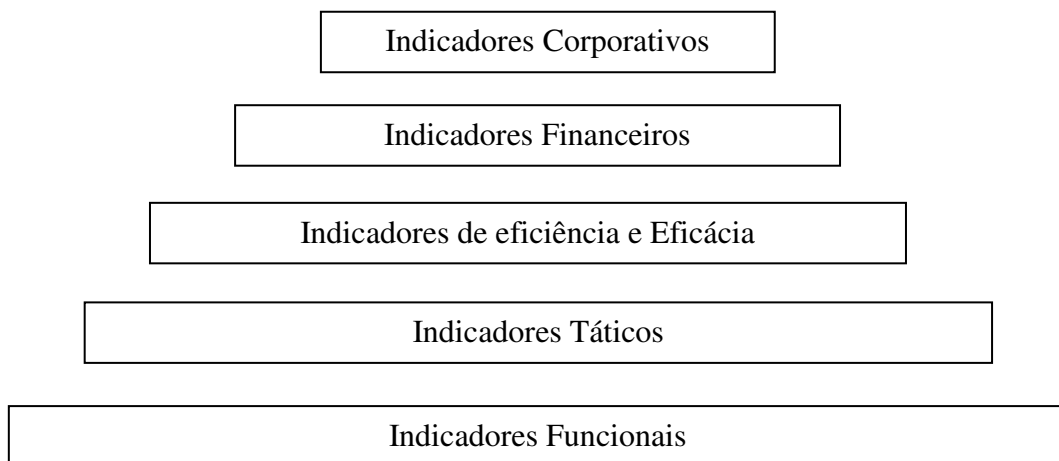 Indicadores Corporativos
Indicadores Financeiros
Indicadores de eficiência e Eficácia
Indicadores Táticos
Indicadores Funcionais